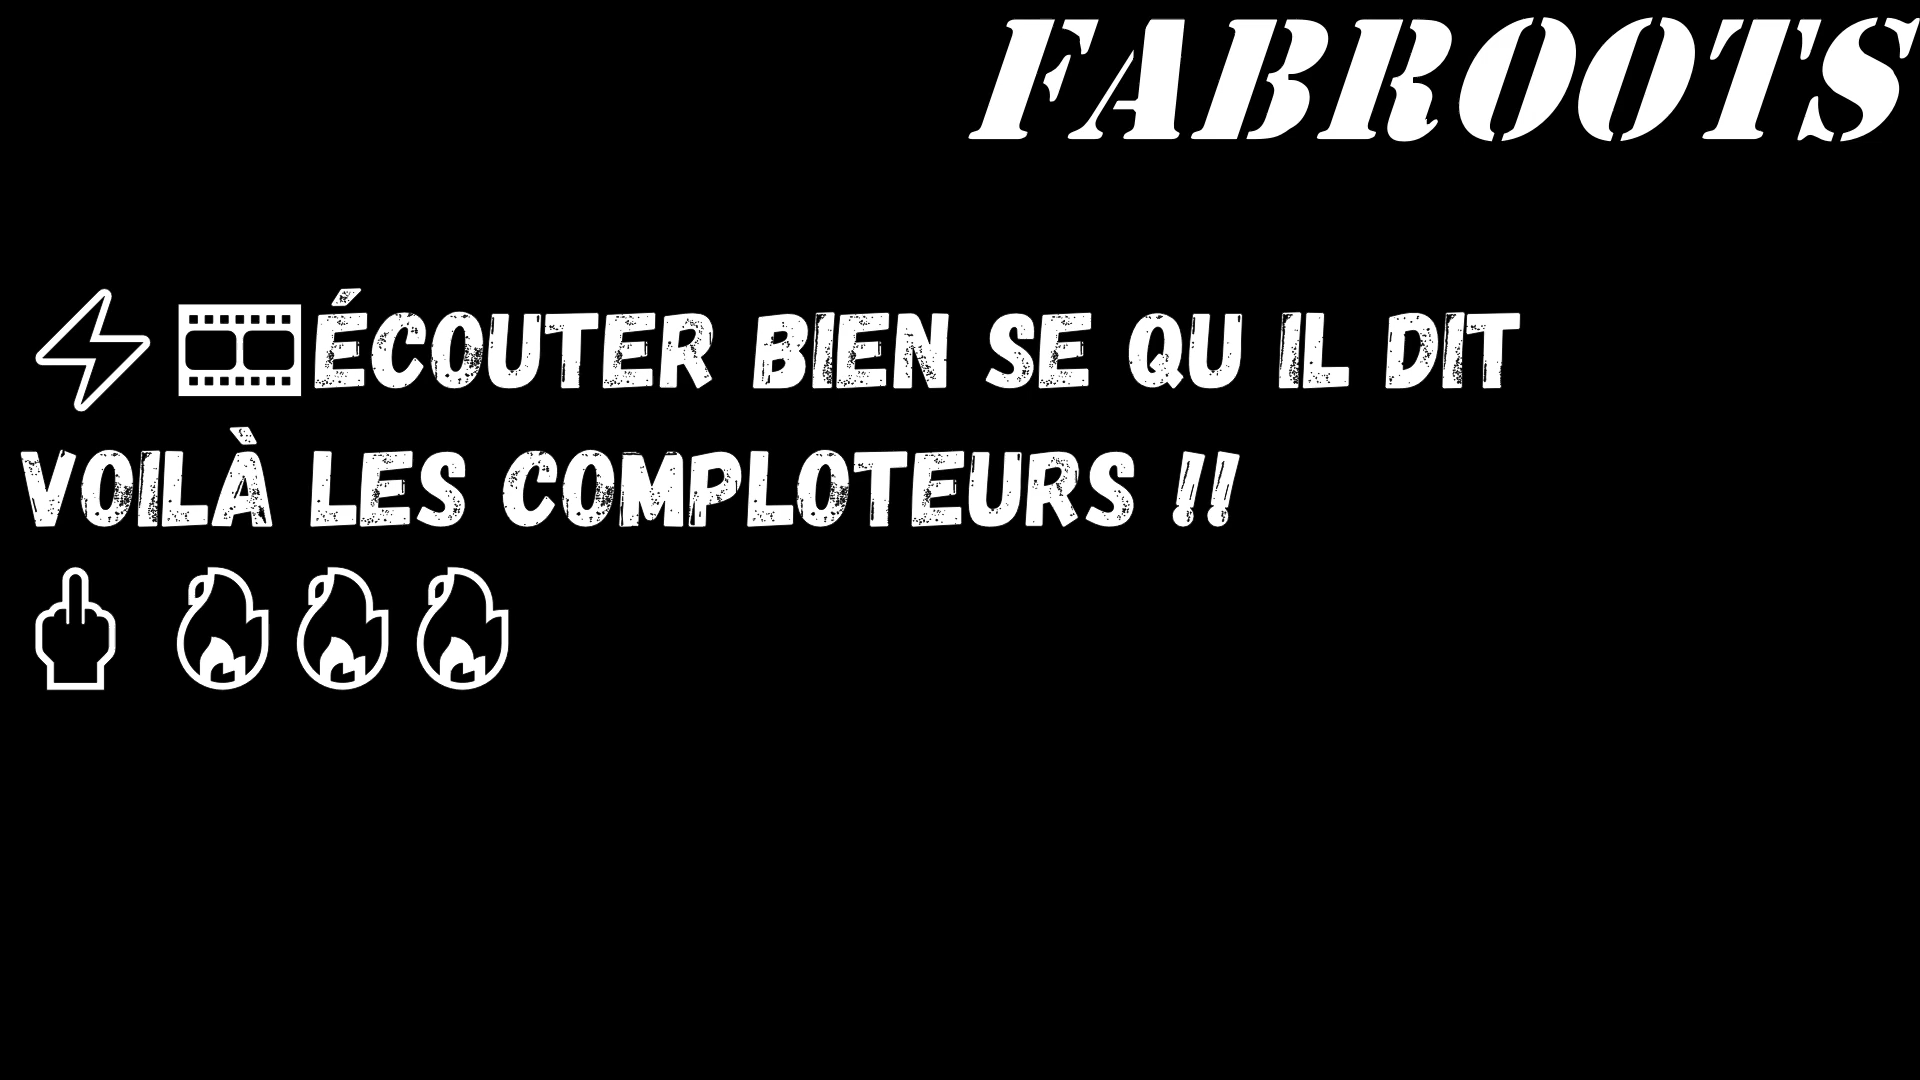 FABROOTS
⚡🎞ÉCOUTER BIEN SE QU IL DIT
VOILÀ LES COMPLOTEURS !!
🖕 🔥🔥🔥